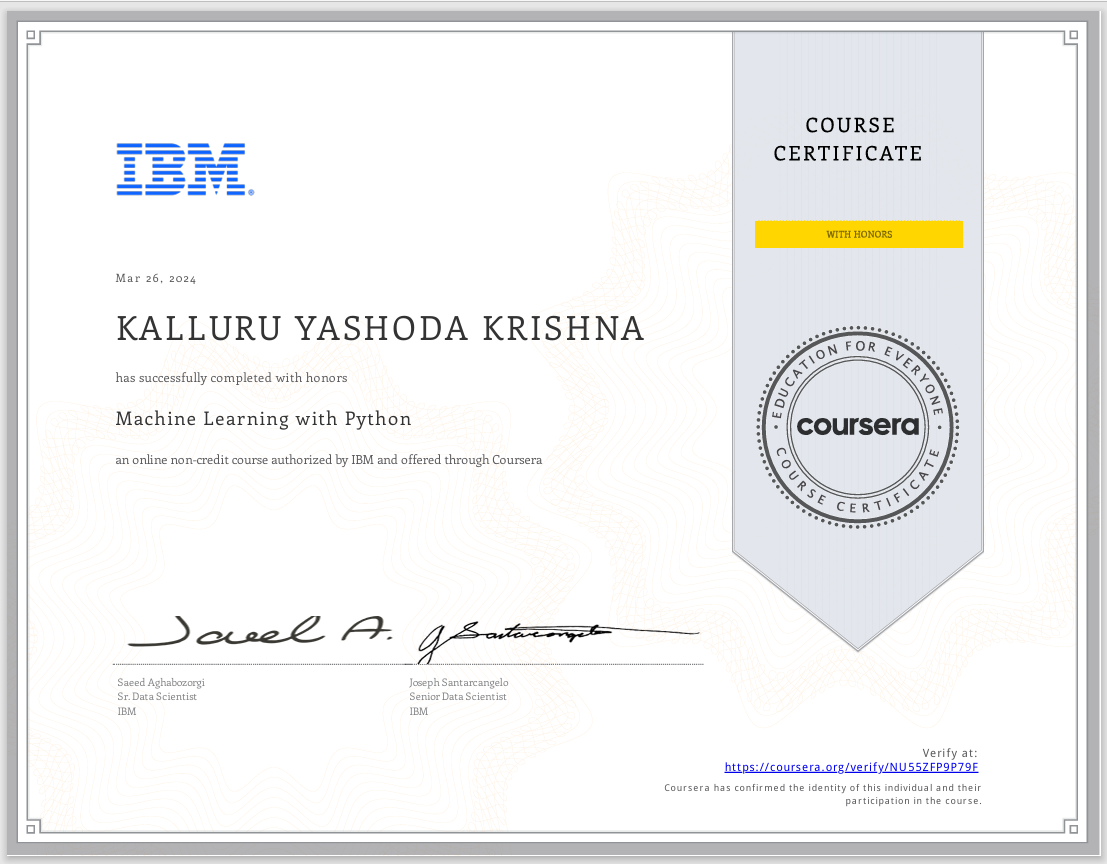 IBM®
COURSE
CERTIFICATE
WITH HONORS
Mar 26, 2024
KALLURU YASHODA KRISHNA
has successfully completed with honors
Machine Learning with Python
an online non-credit course authorized by IBM and offered through Coursera
EDUCATION FOR EVERYONE
coursera
COURSE CERTIFICATE
Saeed Aghabozorgi
Sr. Data Scientist
IBM
Joseph Santarcangelo
Senior Data Scientist
IBM
Verify at:
https://coursera.org/verify/NU55ZFP9P79F
Coursera has confirmed the identity of this individual and their
participation in the course.